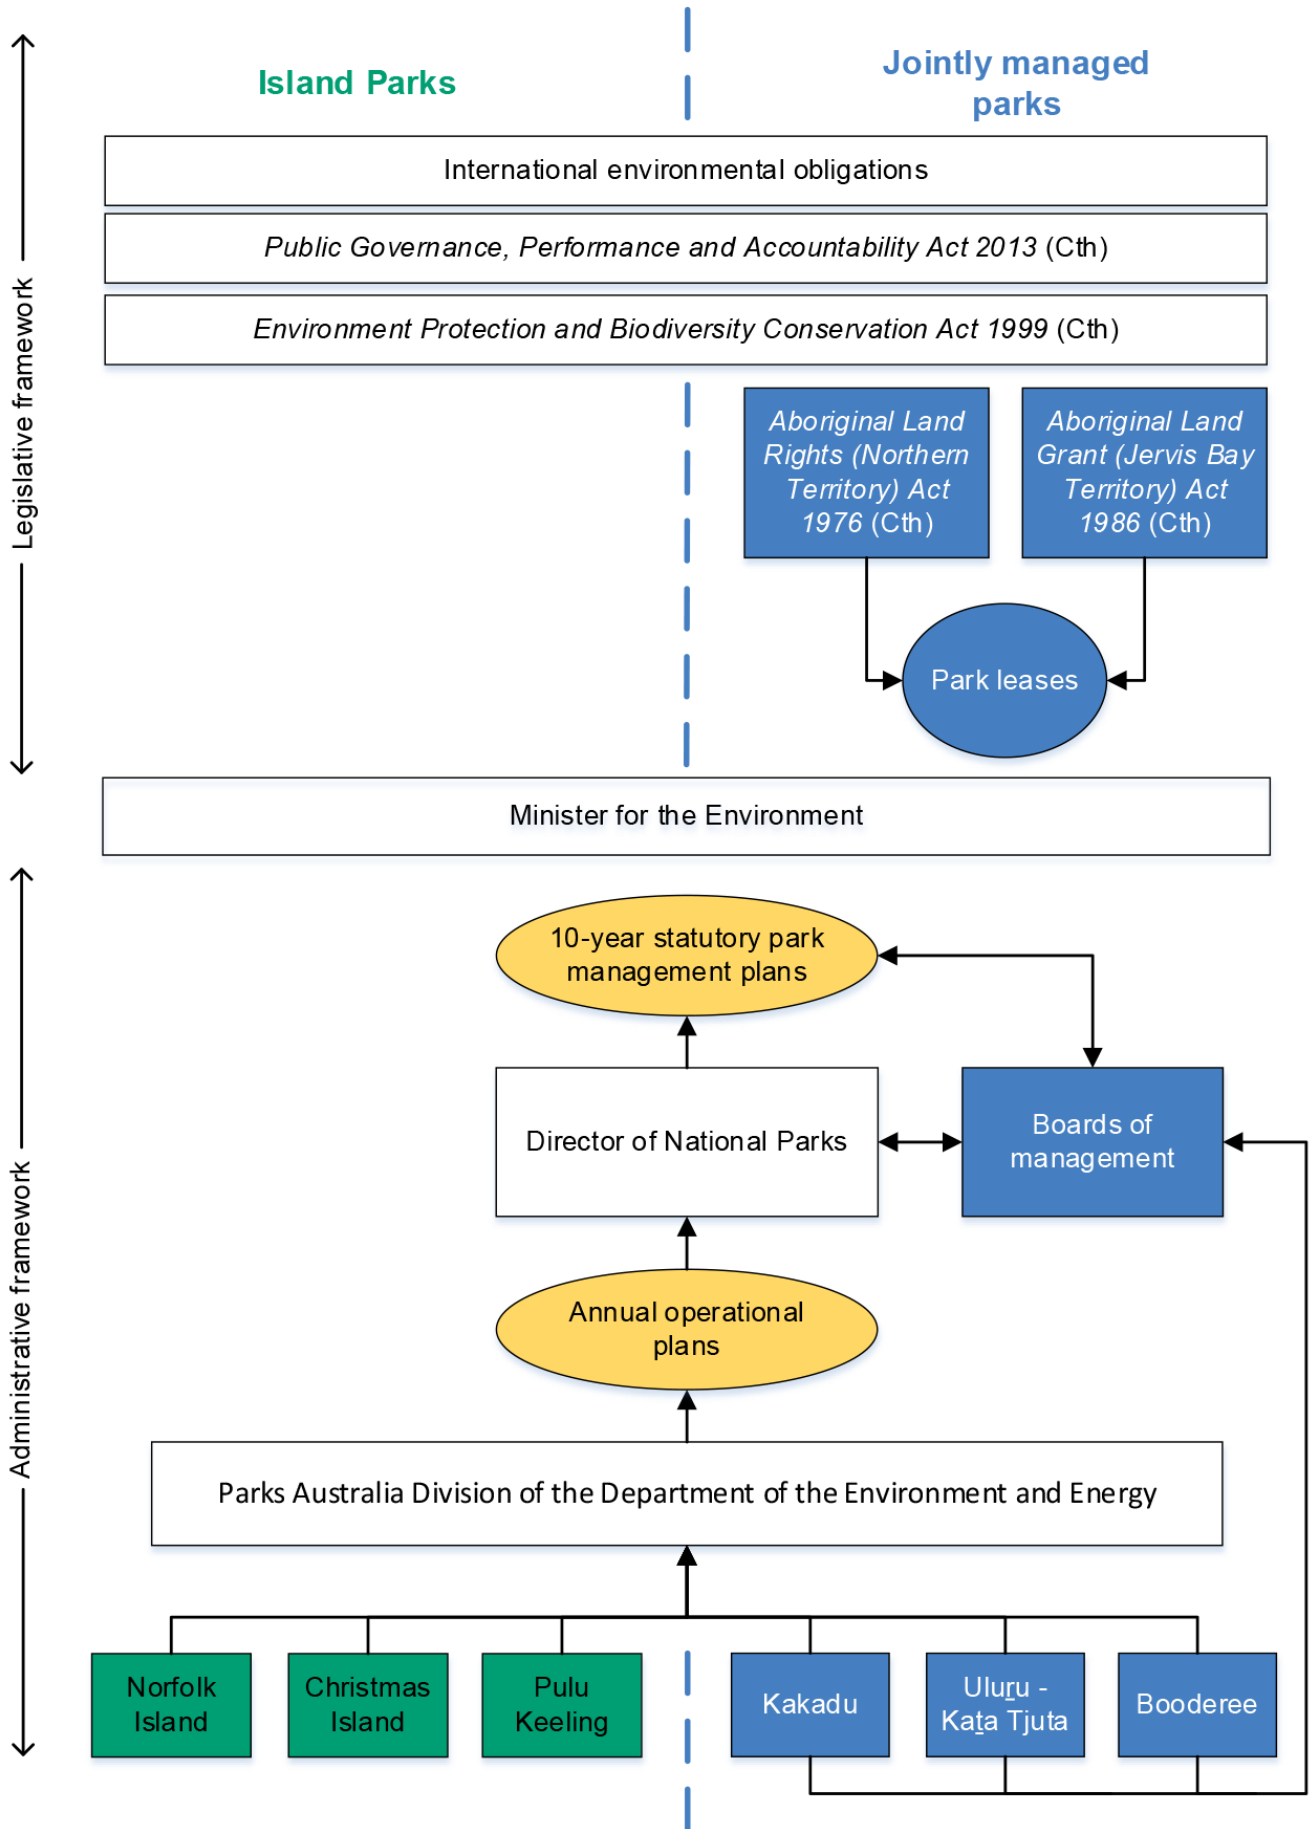 Island Parks
Jointly managed
parks
International environmental obligations
Public Governance, Performance and Accountability Act 2013 (Cth)
Environment Protection and Biodiversity Conservation Act 1999 (Cth)
Legislative framework
Aboriginal Land
Rights (Northern
Territory) Act
1976 (Cth)
Aboriginal Land
Grant (Jervis Bay
Territory) Act
1986 (Cth)
Park leases
Minister for the Environment
Administrative framework
10-year statutory park
management plans
Director of National Parks
Boards of
management
Annual operational
plans
Parks Australia Division of the Department of the Environment and Energy
Norfolk
Island
Christmas
Island
Pulu
Keeling
Kakadu
Uluṟu -
Kaṯa Tjuta
Booderee